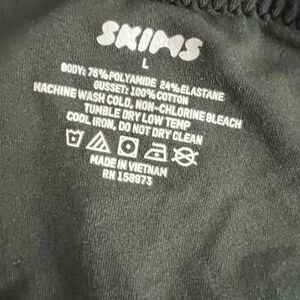 SKIMS
L
BODY: 76% POLYAMIDE 24% ELASTANE
GUSSET: 100% COTTON
MACHINE WASH COLD, NON-CHLORINE BLEACH
TUMBLE DRY LOW TEMP
COOL IRON, DO NOT DRY CLEAN
MADE IN VIETNAM
RN 158973